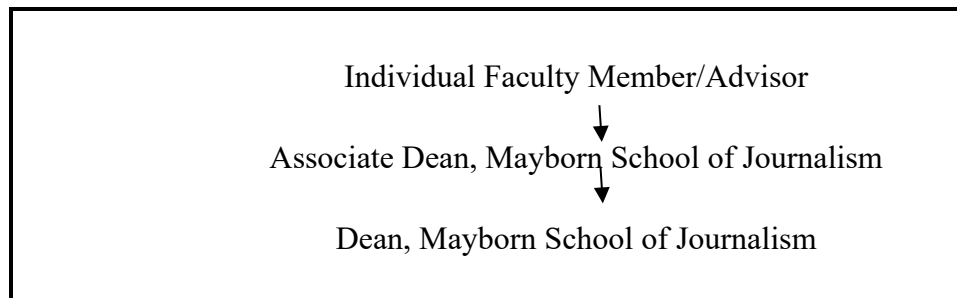 Individual Faculty Member/Advisor
Associate Dean, Mayborn School of Journalism
Dean, Mayborn School of Journalism